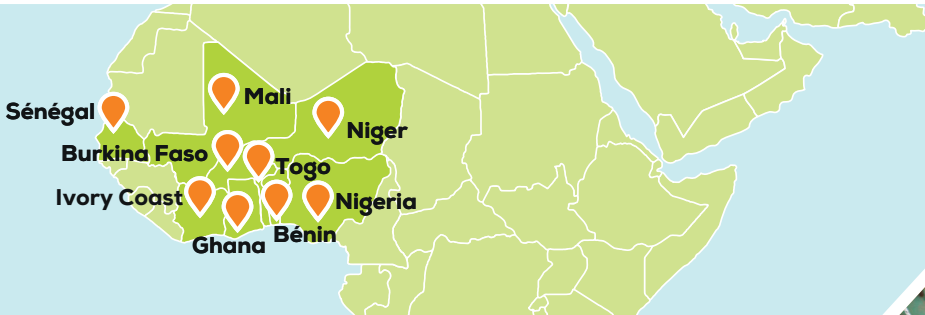 Mali
Sénégal
Niger
Burkina Faso
Togo
Ivory Coast
Nigeria
Bénin
Ghana